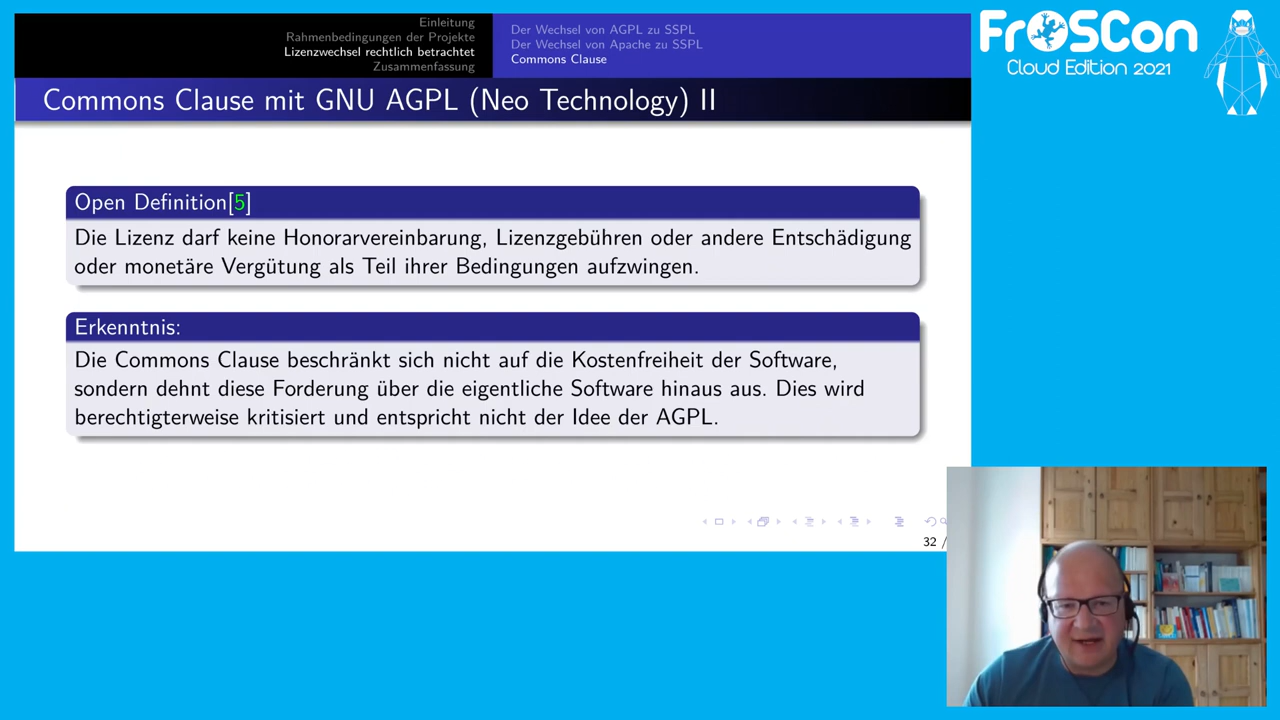 Einleitung
Rahmenbedingungen der Projekte
Lizenzwechsel rechtlich betrachtet
Zusammenfassung
Der Wechsel von AGPL zu SSPL
Der Wechsel von Apache zu SSPL
Commons Clause
FrOSCon
Cloud Edition 2021
Commons Clause mit GNU AGPL (Neo Technology) II
Open Definition[5]
Die Lizenz darf keine Honorarvereinbarung, Lizenzgebühren oder andere Entschädigung
oder monetäre Vergütung als Teil ihrer Bedingungen aufzwingen.
Erkenntnis:
Die Commons Clause beschränkt sich nicht auf die Kostenfreiheit der Software,
sondern dehnt diese Forderung über die eigentliche Software hinaus aus. Dies wird
berechtigterweise kritisiert und entspricht nicht der Idee der AGPL.
32 /